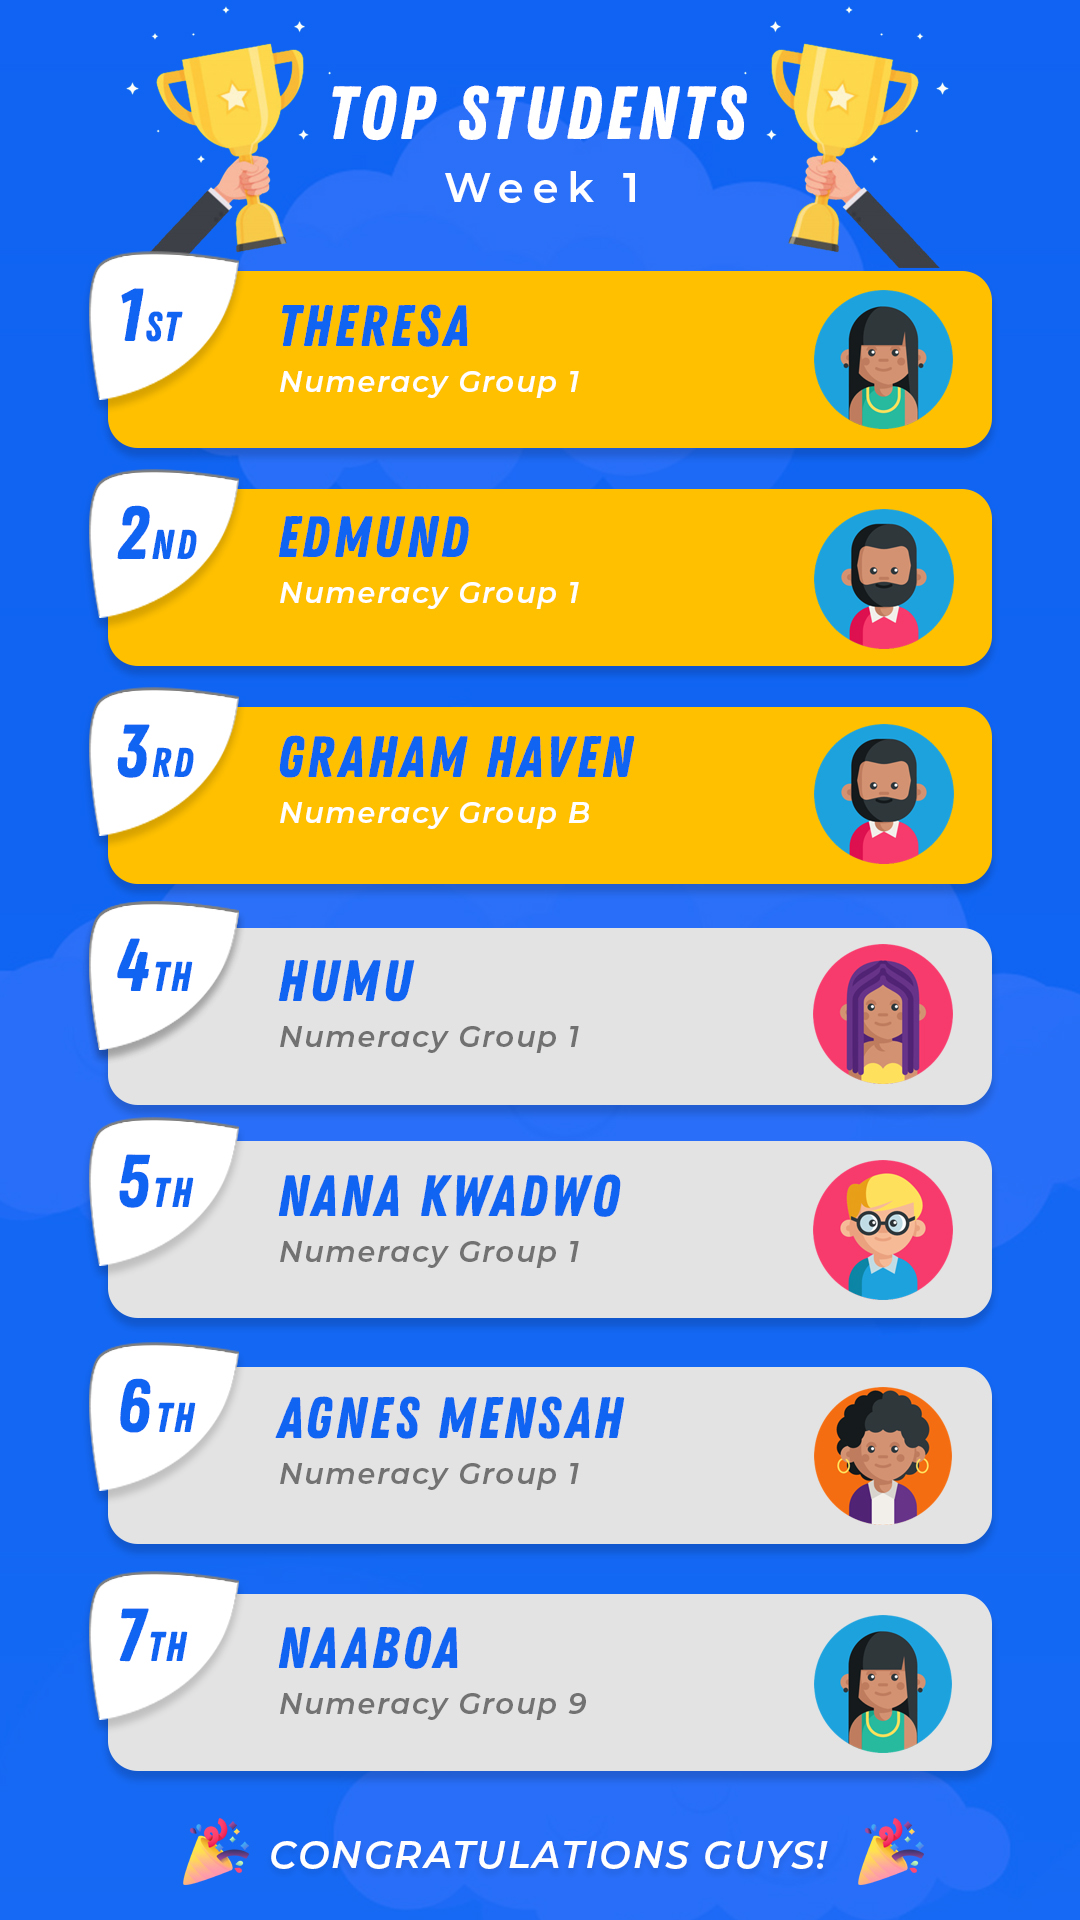 TOP STUDENTS
Week 1
1ST
THERESA
Numeracy Group 1
2ND
EDMUND
Numeracy Group 1
3RD
GRAHAM HAVEN
Numeracy Group B
4TH
HUMU
Numeracy Group 1
5TH
NANA KWADWO
Numeracy Group 1
6TH
AGNES MENSAH
Numeracy Group 1
7TH
NAABOA
Numeracy Group 9
CONGRATULATIONS GUYS!